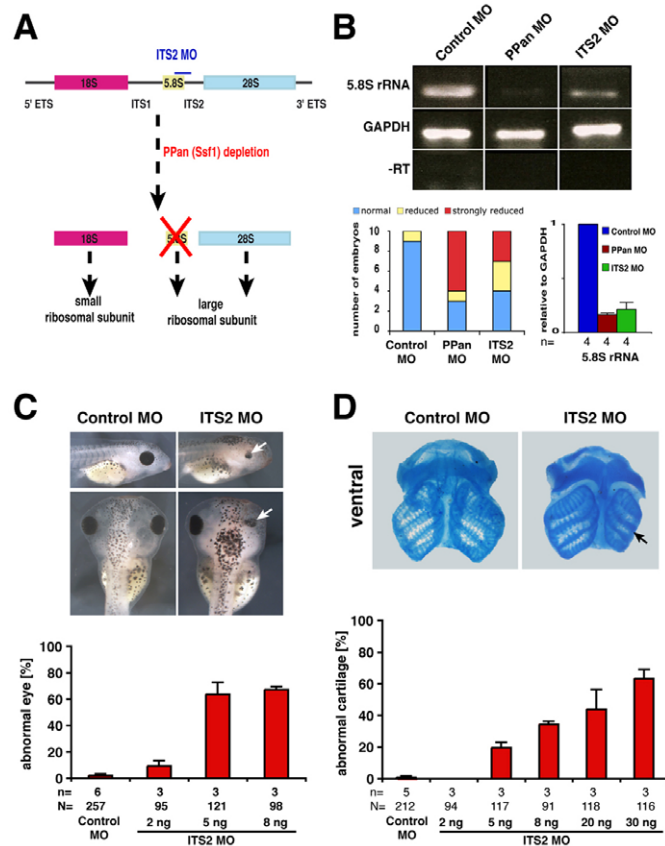 A
ITS2 MO
18S
5.8S
28S
5' ETS
ITS1
ITS2
3' ETS
PPan (Ssf1) depletion
18S
28S
small
ribosomal subunit
large
ribosomal subunit
B
Control MO
PPan MO
ITS2 MO
5.8S rRNA
GAPDH
-RT
normal
reduced
strongly reduced
number of embryos
10
8
6
4
2
0
Control
MO
PPan
MO
ITS2
MO
relative to GAPDH
1
0
Control MO
PPan MO
ITS2 MO
n=
4 4 4
5.8S rRNA
C
Control MO
ITS2 MO
abnormal eye [%]
100
80
60
40
20
0
n= 6 3 3 3
N= 257 95 121 98
Control
MO
2 ng 5 ng 8 ng
ITS2 MO
D
Control MO
ITS2 MO
ventral
abnormal cartilage [%]
100
80
60
40
20
0
n= 5 3 3 3 3 3
N= 212 94 117 91 118 116
Control
MO
2 ng 5 ng 8 ng 20 ng 30 ng
ITS2 MO